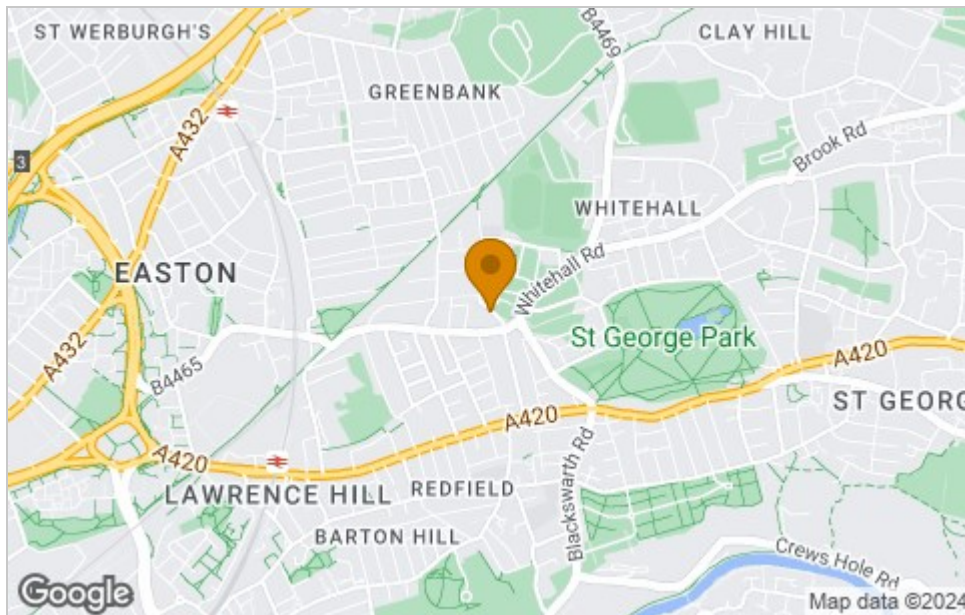 ST WERBURGH'S
B4469
CLAY HILL
GREENBANK
A432
Brook Rd
3
WHITEHALL
EASTON
Whitehall Rd
St George Park
A432
B4465
A420
ST GEORG
A420
A420
LAWRENCE HILL
REDFIELD
Blackswarth Rd
BARTON HILL
Crews Hole Rd
Google
Map data ©2024